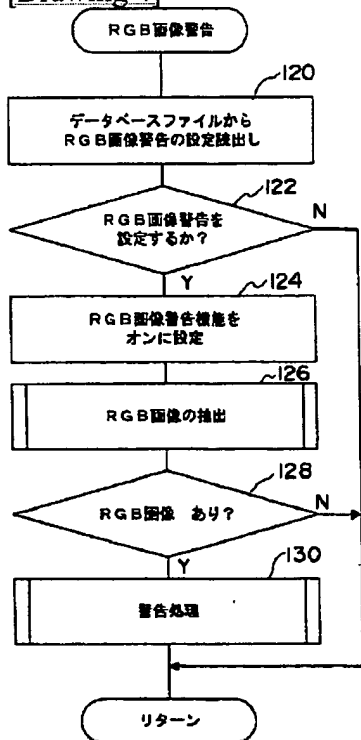 RGB画像警告
120
データベースファイルから
RGB画像警告の設定読出し
122
RGB画像警告を
設定するか?
N
Y
124
RGB画像警告機能を
オンに設定
126
RGB画像の抽出
128
RGB画像 あり?
N
Y
130
警告処理
リターン